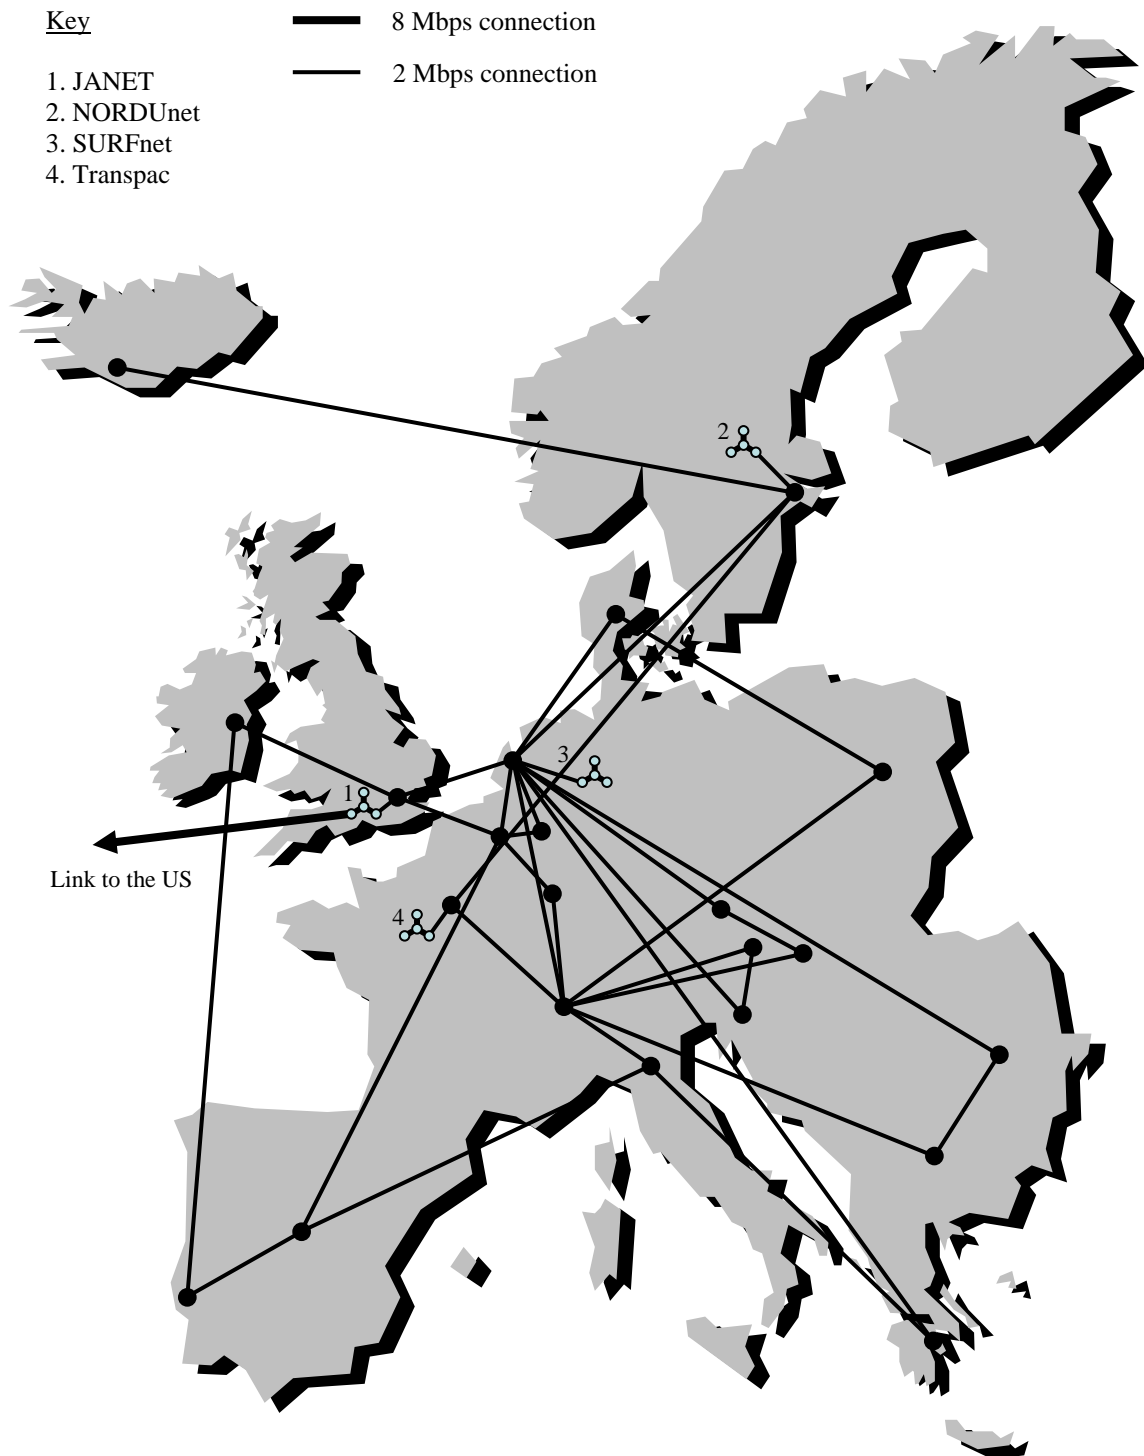 Key
8 Mbps connection
2 Mbps connection
1. JANET
2. NORDUnet
3. SURFnet
4. Transpac
2
3
1
Link to the US
4